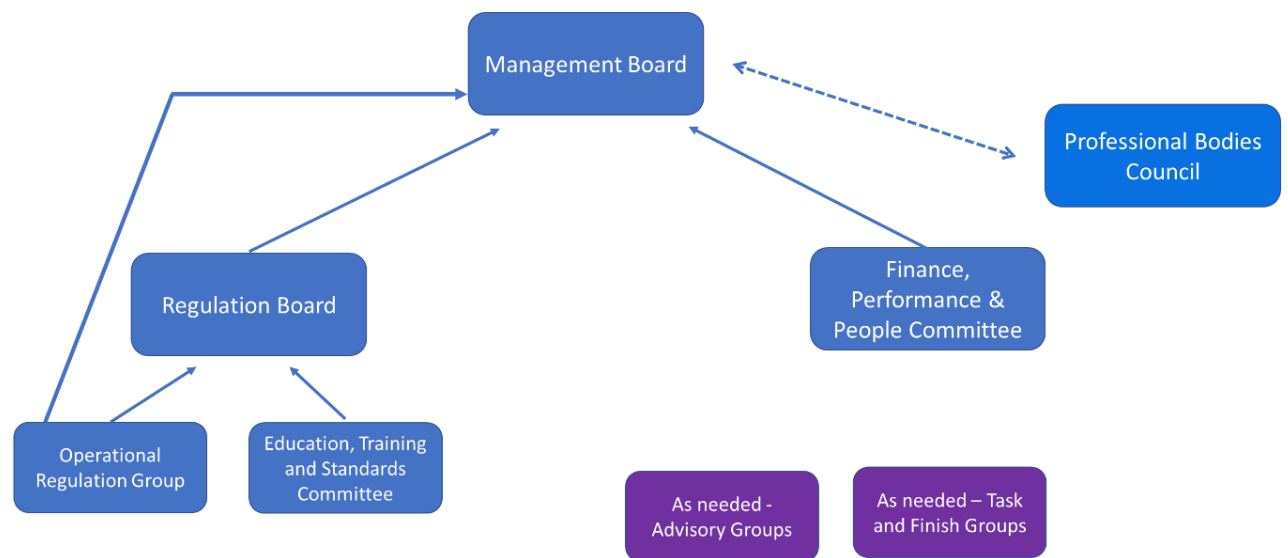 Management Board
Professional Bodies
Council
Regulation Board
Finance,
Performance &
People Committee
Operational
Regulation Group
Education, Training
and Standards
Committee
As needed -
Advisory Groups
As needed – Task
and Finish Groups